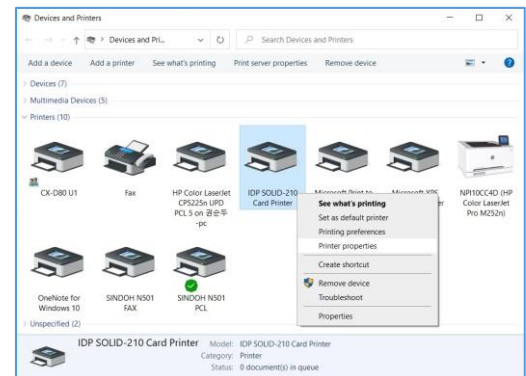 Devices and Printers
Devices and Pri...
Search Devices and Printers
Add a device Add a printer See what's printing Print server properties Remove device
Devices (7)
Multimedia Devices (5)
Printers (10)
CX-D80 U1
Fax
HP Color LaserJet
CP5225n UPD
PCL 5 on 권순두
-pc
IDP SOLID-210
Card Printer
Microsoft Print to
Microsoft XPS
NPI10CC4D (HP
Color LaserJet
Pro M252n)
See what's printing
Set as default printer
Printing preferences
Printer properties
Create shortcut
Remove device
Troubleshoot
Properties
OneNote for
Windows 10
SINDOH N501
FAX
SINDOH N501
PCL
Unspecified (2)
IDP SOLID-210 Card Printer Model: IDP SOLID-210 Card Printer
Category: Printer
Status: 0 document(s) in queue